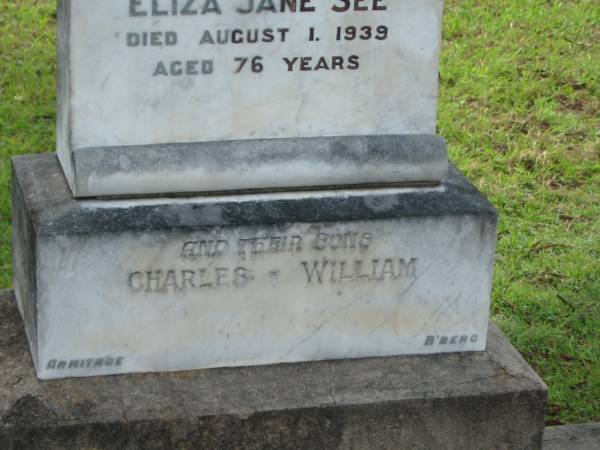 ELIZA JANE SEE
DIED AUGUST 1. 1939
AGED 76 YEARS
AND THEIR SONS
CHARLES - WILLIAM
ARMITAGE B'BERG